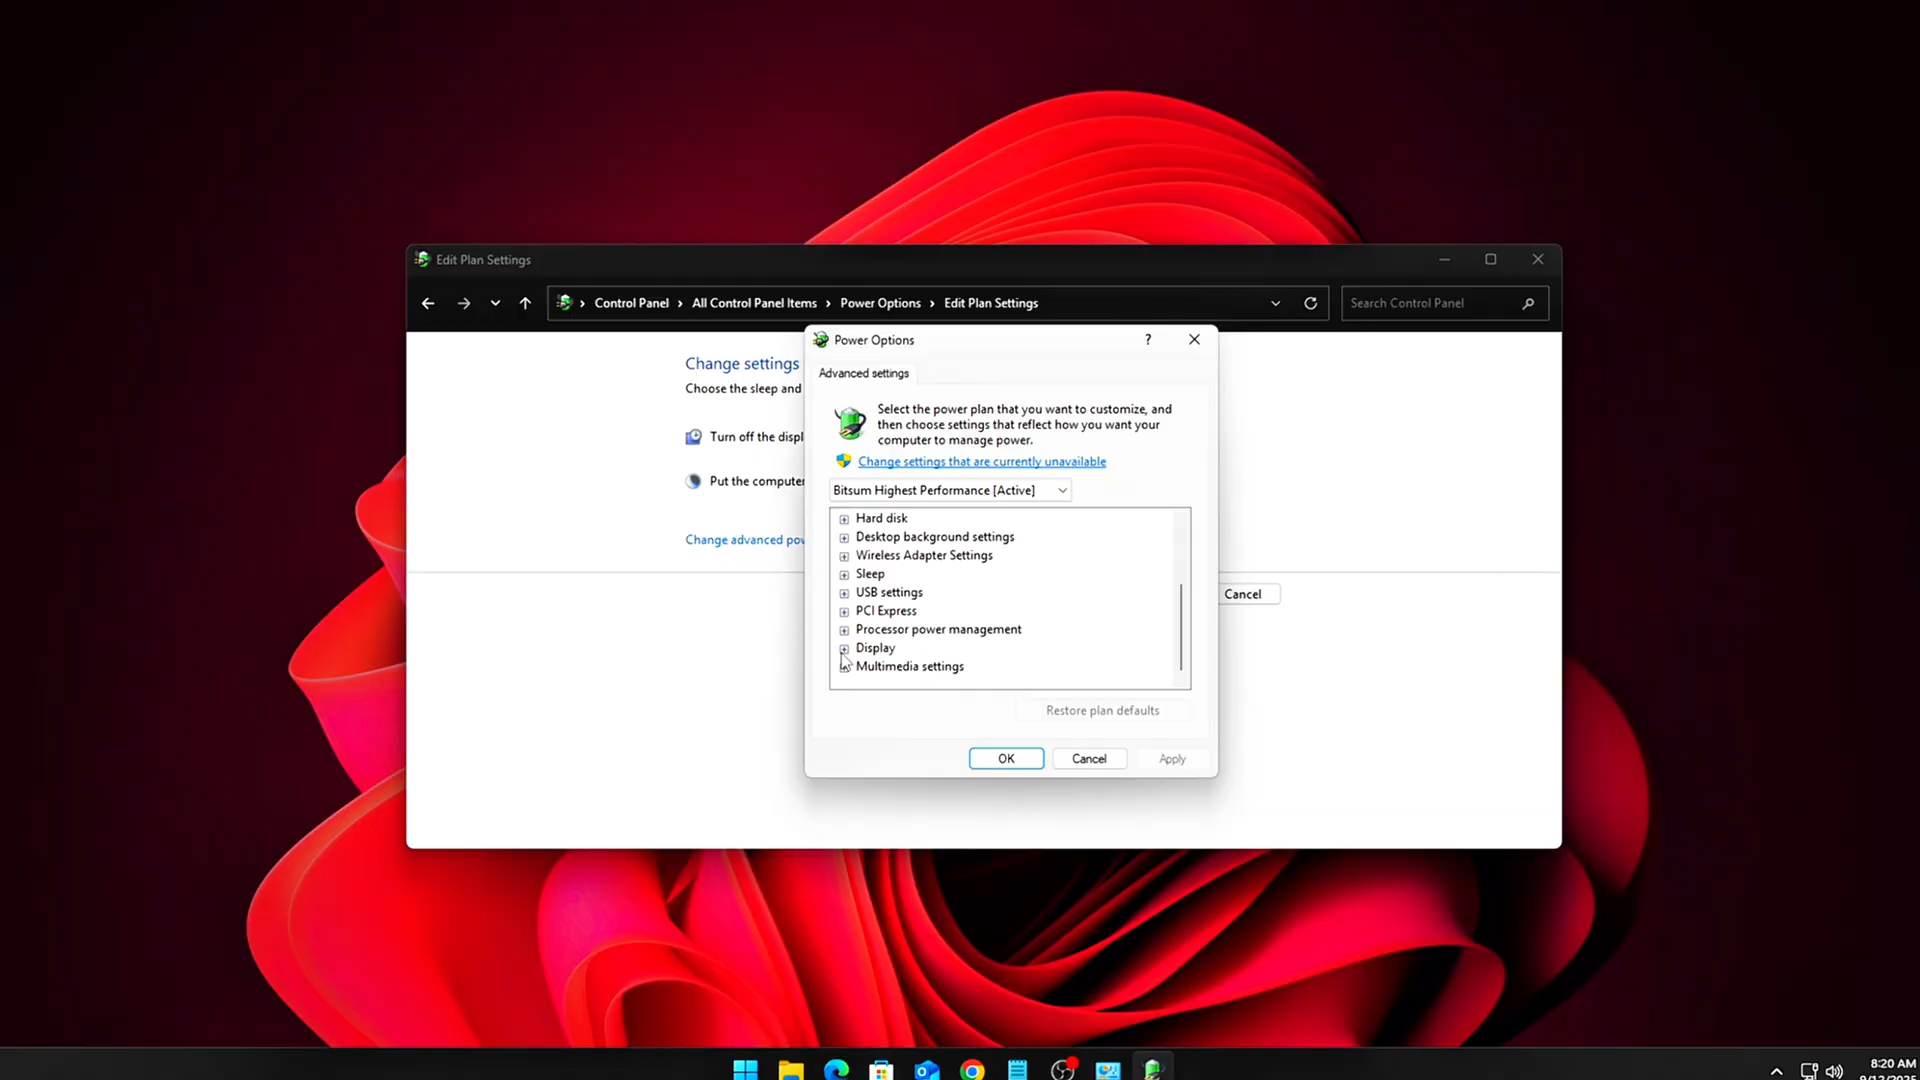 Edit Plan Settings
Control Panel > All Control Panel Items > Power Options > Edit Plan Settings
Search Control Panel
Change settings
Choose the sleep and
Turn off the displ
Put the computer
Change advanced pow
Cancel
Power Options
?
Advanced settings
Select the power plan that you want to customize, and
then choose settings that reflect how you want your
computer to manage power.
Change settings that are currently unavailable
Bitsum Highest Performance [Active]
Hard disk
Desktop background settings
Wireless Adapter Settings
Sleep
USB settings
PCI Express
Processor power management
Display
Multimedia settings
Restore plan defaults
OK
Cancel
Apply
8:20 AM